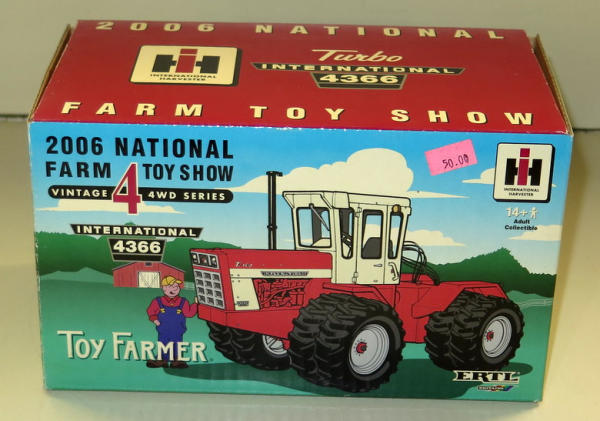 2006 NATIONAL
IH
INTERNATIONAL
HARVESTER
Turbo
INTERNATIONAL
4366
FARM TOY SHOW
2006 NATIONAL
FARM TOY SHOW
VINTAGE 4 4WD SERIES
INTERNATIONAL
4366
50.00
IH
INTERNATIONAL
HARVESTER
14+
Adult
Collectible
TOY FARMER
ERTL